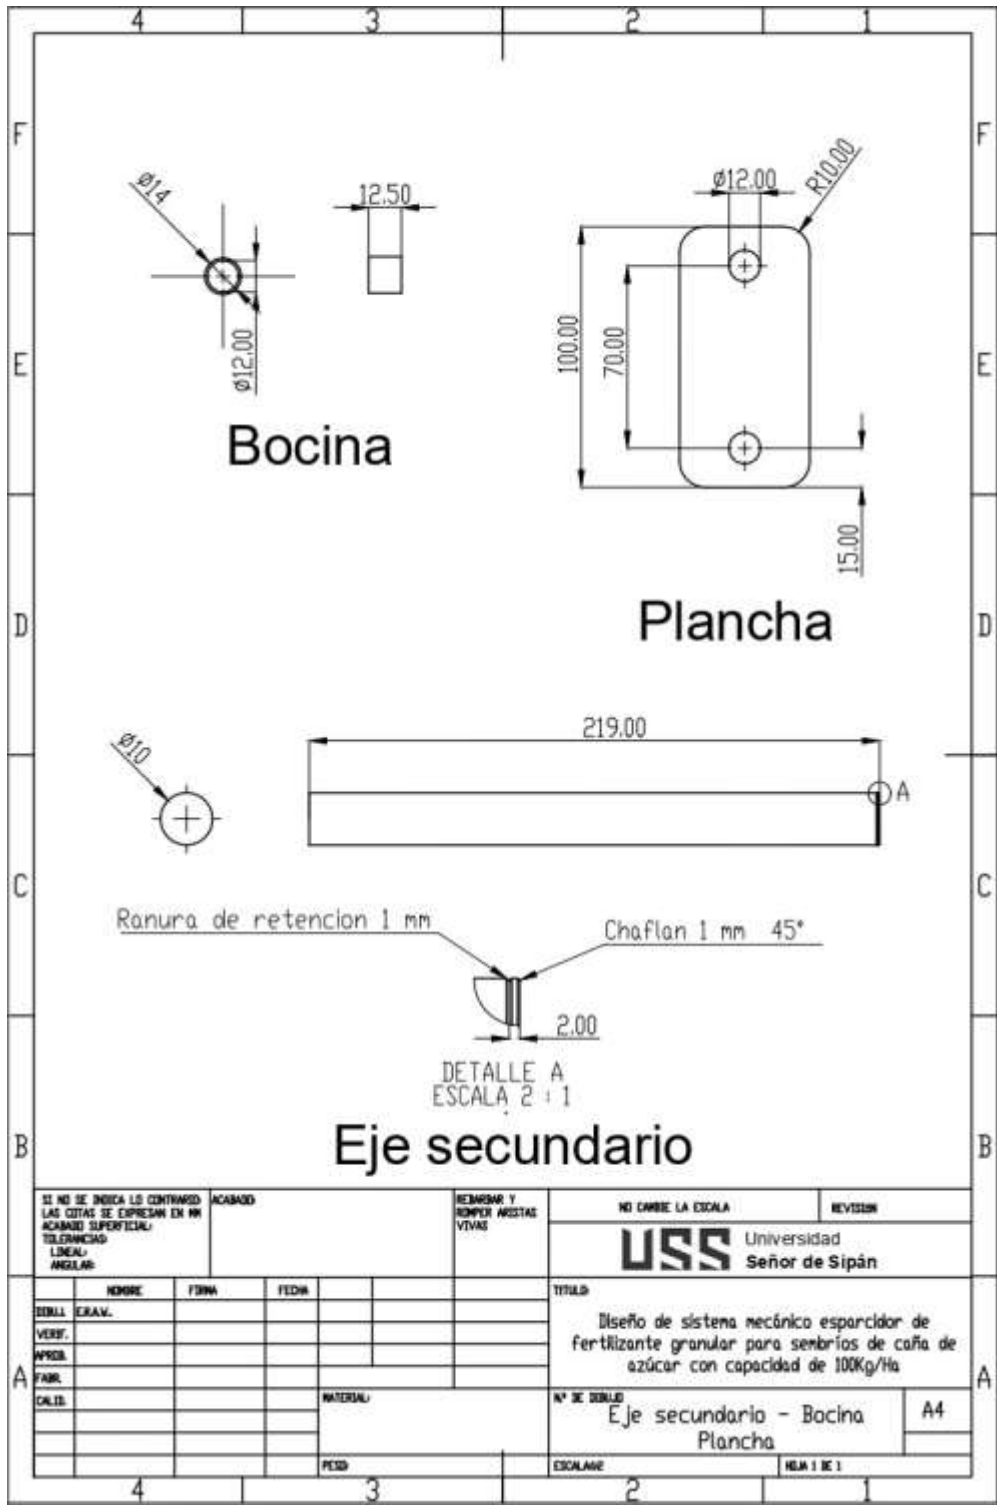 4 3 2 1
F F
Ø14
12.50
Ø12.00
R10.00
E E
Ø12.00
100.00
70.00
15.00
Bocina
Plancha
D D
219.00
Ø10
A
C C
Ranura de retencion 1 mm
Chaflan 1 mm 45°
2.00
DETALLE A
ESCALA 2 : 1
Eje secundario
B B
SI NO SE INDICA LO CONTRARIO
LAS COTAS SE EXPRESAN EN MM
ACABADO SUPERFICIAL:
TOLERANCIAS:
LINEAL:
ANGULAR:
ACABADO:
REBARBAR Y
ROMPER ARISTAS
VIVAS
NO CAMBIE LA ESCALA
REVISION
USS Universidad
Señor de Sipán
NOMBRE FIRMA FECHA
DIBUJ. E.R.A.V.
VERIF.
APROB.
FABR.
CALID.
A A
TITULO:
Diseño de sistema mecánico esparcidor de
fertilizante granular para sembríos de caña de
azúcar con capacidad de 100Kg/Ha
MATERIAL:
N.º DE DIBUJO
Eje secundario - Bocina
Plancha
A4
PESO:
HOJA 1 DE 1
4 3 2 1